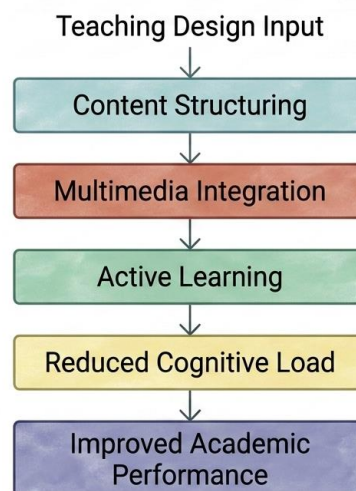 Teaching Design Input
Content Structuring
Multimedia Integration
Active Learning
Reduced Cognitive Load
Improved Academic
Performance